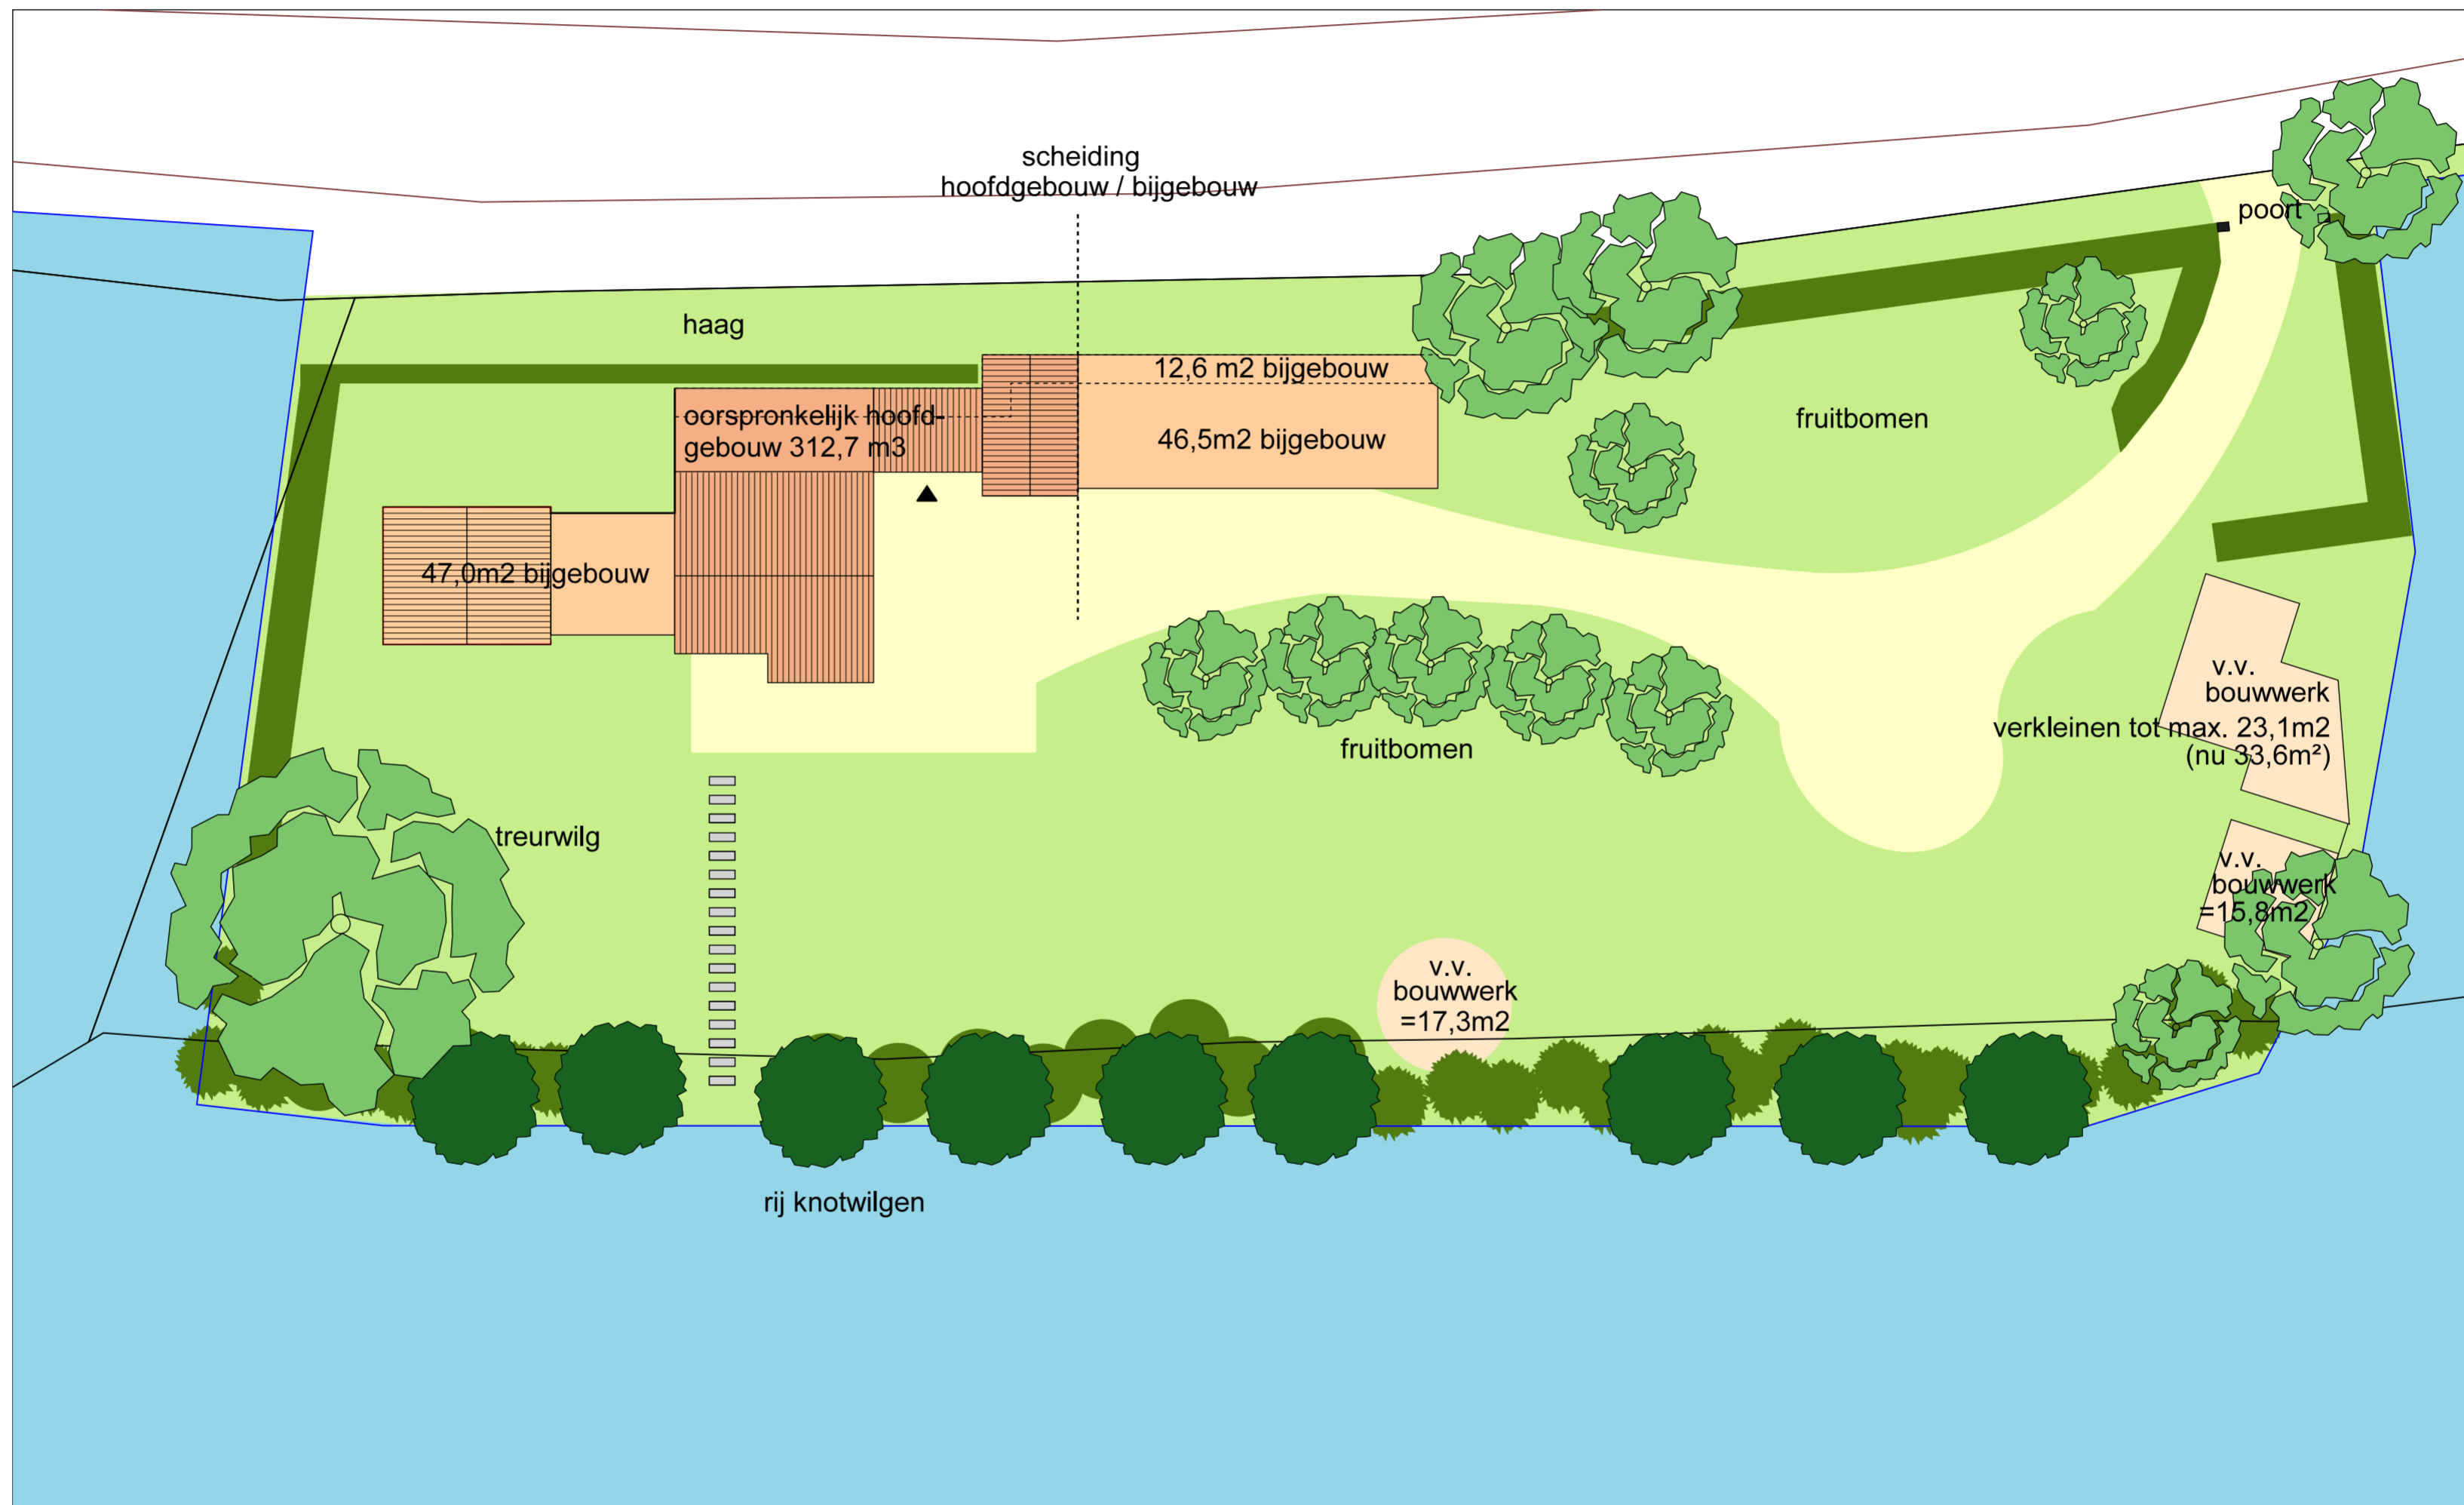 scheiding
hoofdgebouw / bijgebouw
poort
haag
12,6 m2 bijgebouw
oorspronkelijk hoofd-
gebouw 312,7 m3
46,5m2 bijgebouw
fruitbomen
47,0m2 bijgebouw
v.v.
bouwwerk
verkleinen tot max. 23,1m2
(nu 33,6m²)
fruitbomen
treurwilg
v.v.
bouwwerk
=15,8m2
v.v.
bouwwerk
=17,3m2
rij knotwilgen